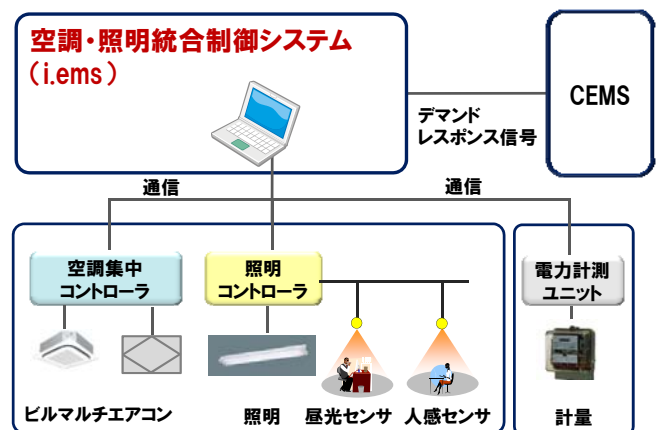 空調・照明統合制御システム
（i.ems）
CEMS
デマンド
レスポンス信号
通信
通信
空調集中
コントローラ
照明
コントローラ
電力計測
ユニット
ビルマルチエアコン
照明
昼光センサ
人感センサ
計量